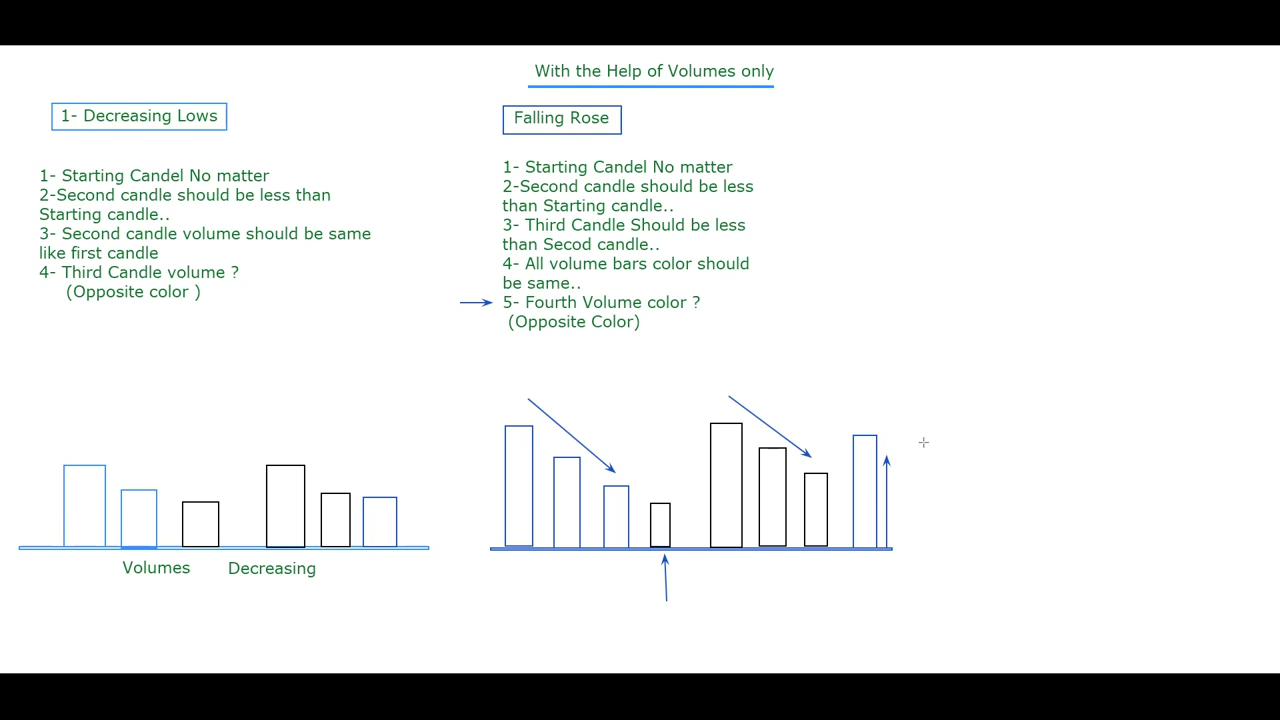 With the Help of Volumes only
1- Decreasing Lows
1- Starting Candel No matter
2-Second candle should be less than
Starting candle..
3- Second candle volume should be same
like first candle
4- Third Candle volume ?
(Opposite color )
Volumes
Decreasing
Falling Rose
1- Starting Candel No matter
2-Second candle should be less
than Starting candle..
3- Third Candle Should be less
than Secod candle..
4- All volume bars color should
be same..
5- Fourth Volume color ?
(Opposite Color)